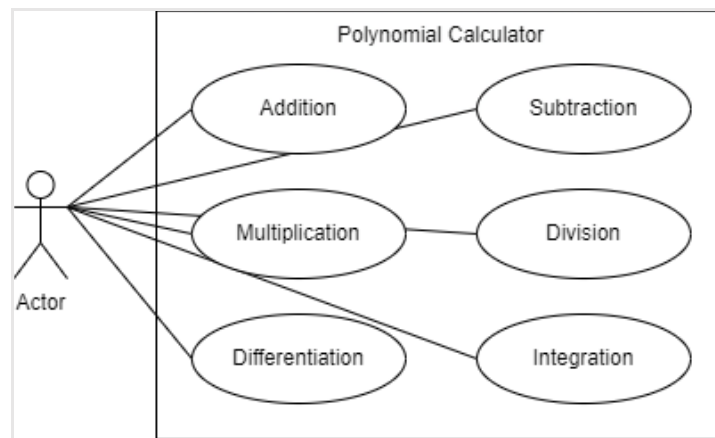 Polynomial Calculator
Addition
Subtraction
Multiplication
Division
Actor
Differentiation
Integration